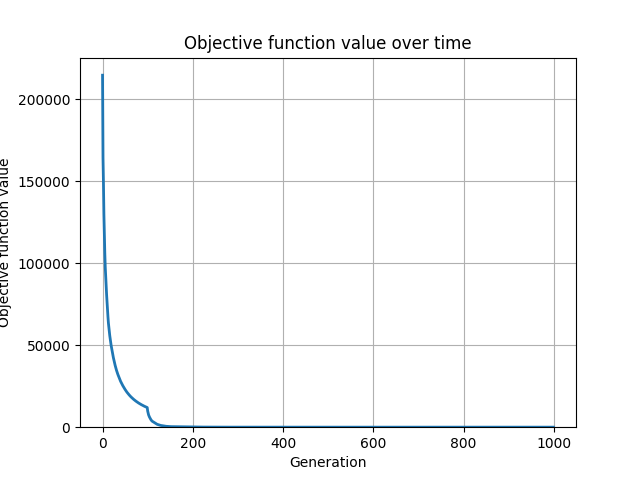 Objective function value over time
200000
150000
100000
50000
0
Objective function value
0 200 400 600 800 1000
Generation